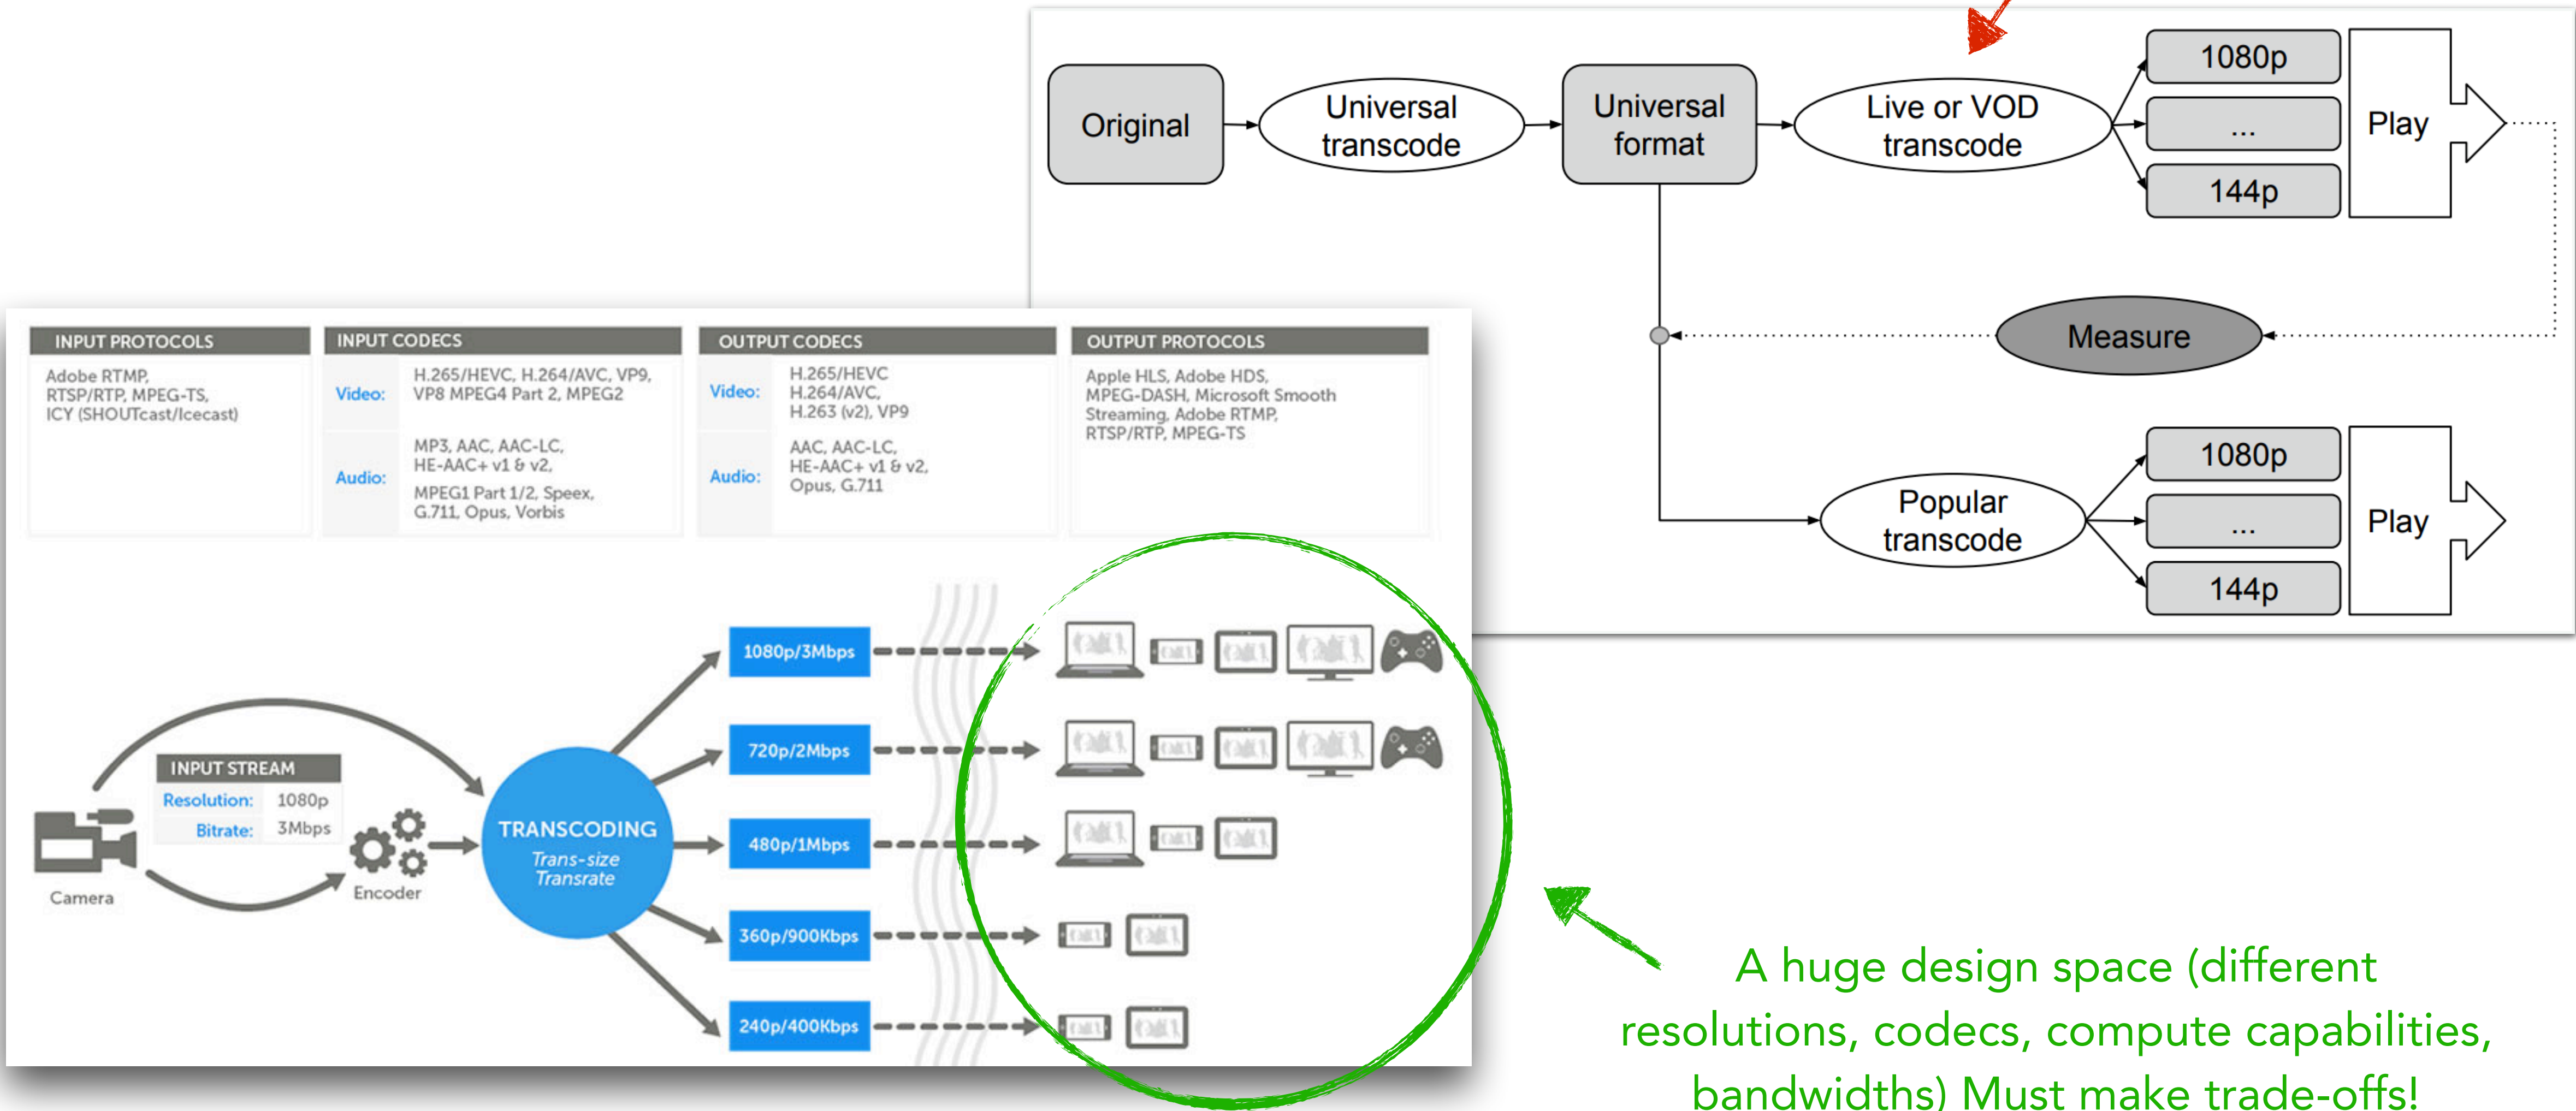 Original
Universal
transcode
Universal
format
Live or VOD
transcode
1080p
...
144p
Play
Measure
Popular
transcode
1080p
...
144p
Play
INPUT PROTOCOLS
Adobe RTMP,
RTSP/RTP, MPEG-TS,
ICY (SHOUTcast/Icecast)
INPUT CODECS
Video:
H.265/HEVC, H.264/AVC, VP9,
VP8 MPEG4 Part 2, MPEG2
Audio:
MP3, AAC, AAC-LC,
HE-AAC+ v1 & v2,
MPEG1 Part 1/2, Speex,
G.711, Opus, Vorbis
OUTPUT CODECS
Video:
H.265/HEVC
H.264/AVC,
H.263 (v2), VP9
Audio:
AAC, AAC-LC,
HE-AAC+ v1 & v2,
Opus, G.711
OUTPUT PROTOCOLS
Apple HLS, Adobe HDS,
MPEG-DASH, Microsoft Smooth
Streaming, Adobe RTMP,
RTSP/RTP, MPEG-TS
INPUT STREAM
Resolution: 1080p
Bitrate: 3Mbps
Camera
Encoder
TRANSCODING
Trans-size
Transrate
1080p/3Mbps
720p/2Mbps
480p/1Mbps
360p/900Kbps
240p/400Kbps
A huge design space (different
resolutions, codecs, compute capabilities,
bandwidths) Must make trade-offs!